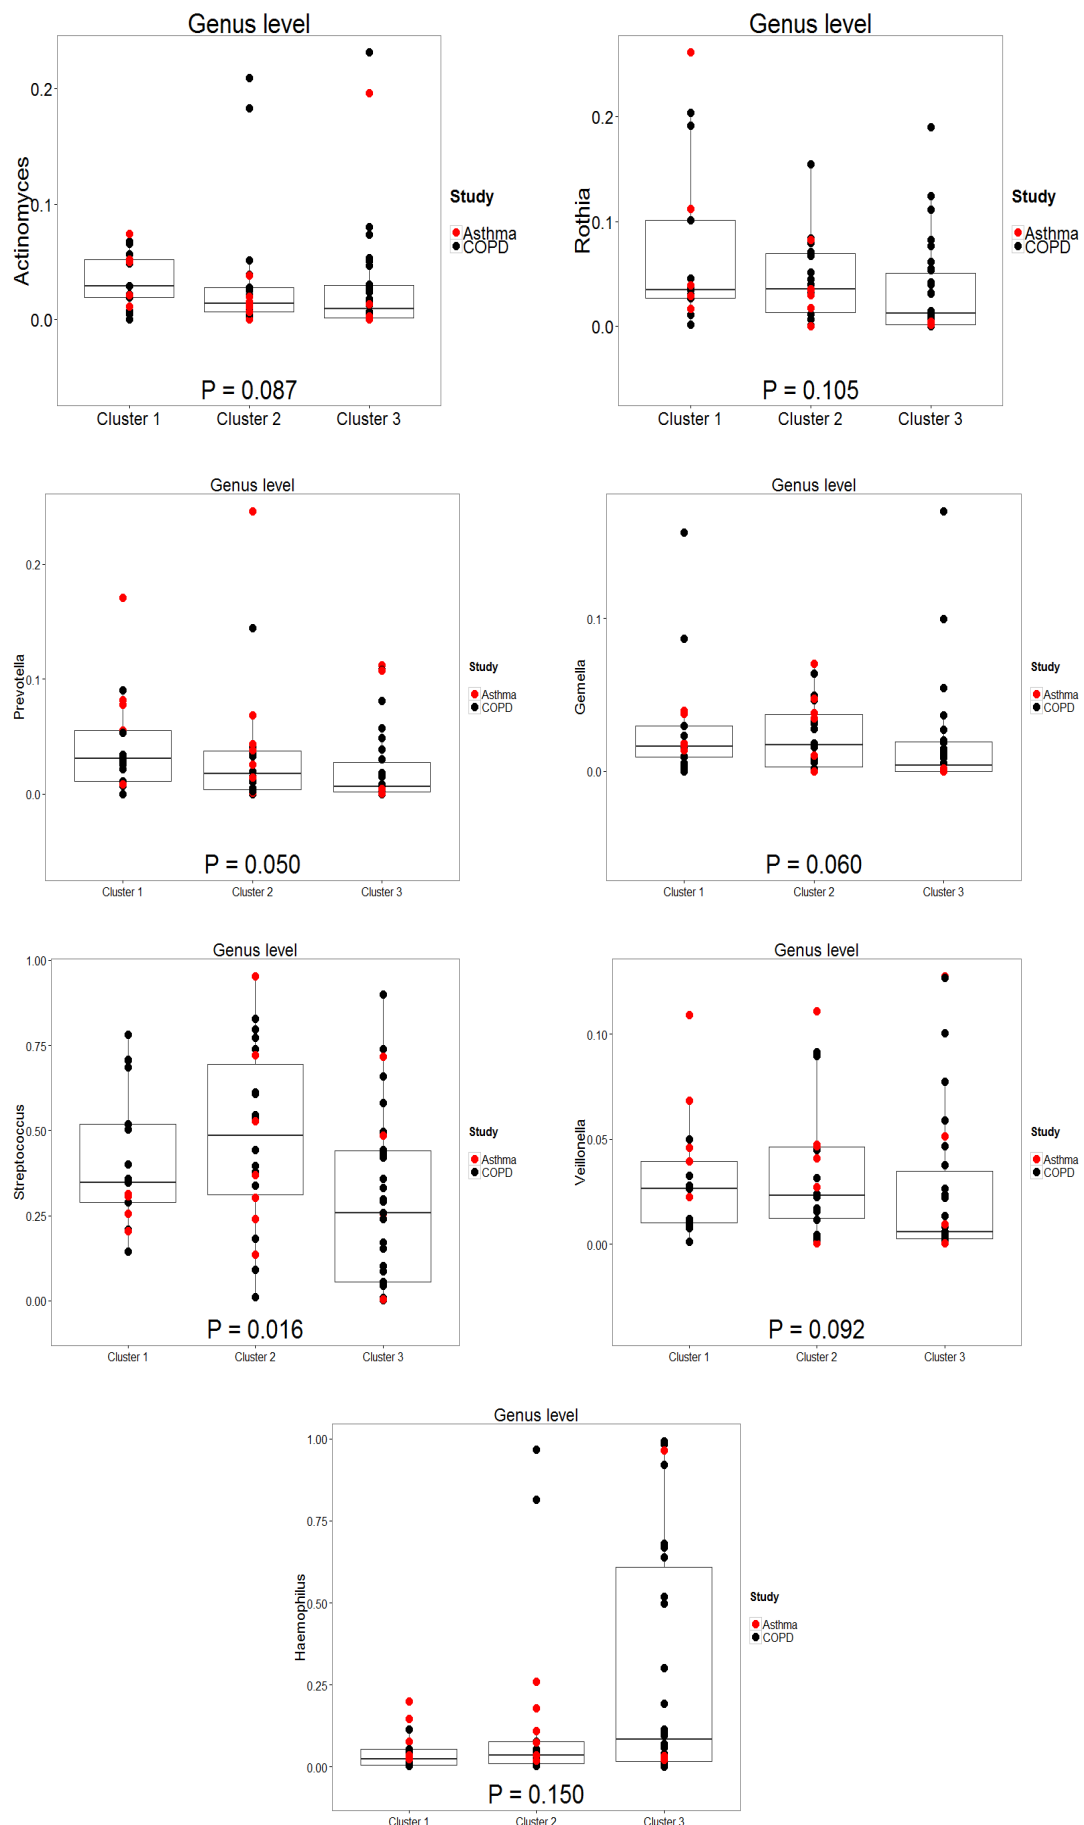 Genus level
Actinomyces
0.2
0.1
0.0
P = 0.087
Cluster 1 Cluster 2 Cluster 3
Study
Asthma
COPD
Genus level
Rothia
0.2
0.1
0.0
P = 0.105
Cluster 1 Cluster 2 Cluster 3
Study
Asthma
COPD
Genus level
Prevotella
0.2
0.1
0.0
P = 0.050
Cluster 1 Cluster 2 Cluster 3
Study
Asthma
COPD
Genus level
Gemella
0.1
0.0
P = 0.060
Cluster 1 Cluster 2 Cluster 3
Study
Asthma
COPD
Genus level
Streptococcus
1.00
0.75
0.50
0.25
0.00
P = 0.016
Cluster 1 Cluster 2 Cluster 3
Study
Asthma
COPD
Genus level
Veillonella
0.10
0.05
0.00
P = 0.092
Cluster 1 Cluster 2 Cluster 3
Study
Asthma
COPD
Genus level
Haemophilus
1.00
0.75
0.50
0.25
0.00
P = 0.150
Cluster 1 Cluster 2 Cluster 3
Study
Asthma
COPD